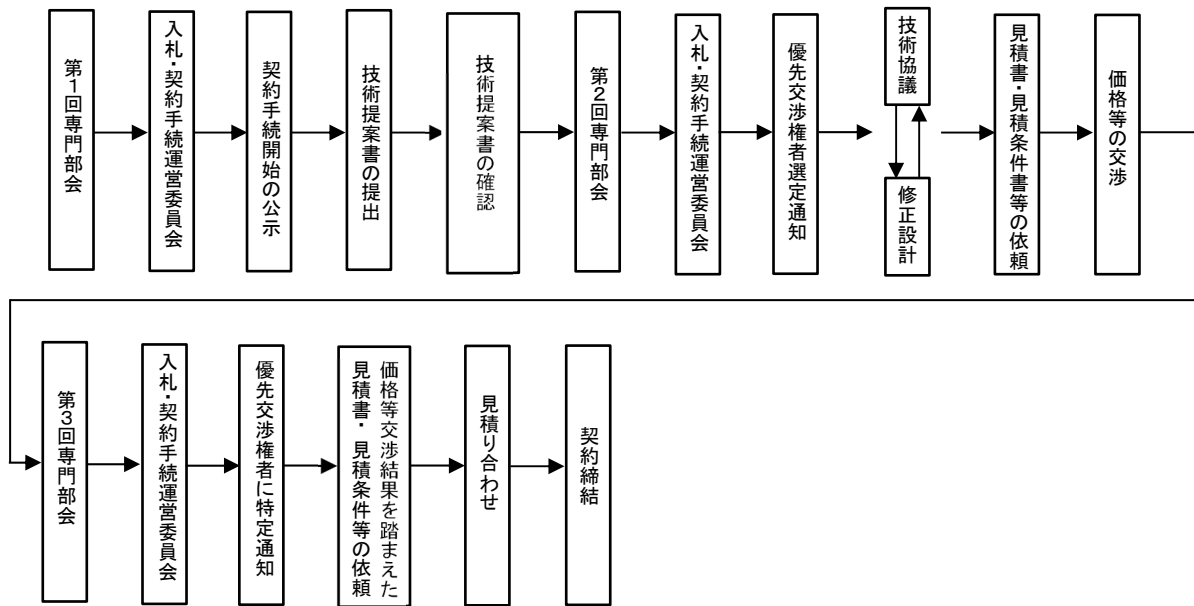 第1回専門部会
入札・契約手続運営委員会
契約手続開始の公示
技術提案書の提出
技術提案書の確認
第2回専門部会
入札・契約手続運営委員会
優先交渉権者選定通知
技術協議
修正設計
見積書・見積条件書等の依頼
価格等の交渉
第3回専門部会
入札・契約手続運営委員会
優先交渉権者に特定通知
価格等交渉結果を踏まえた
見積書・見積条件等の依頼
見積り合わせ
契約締結